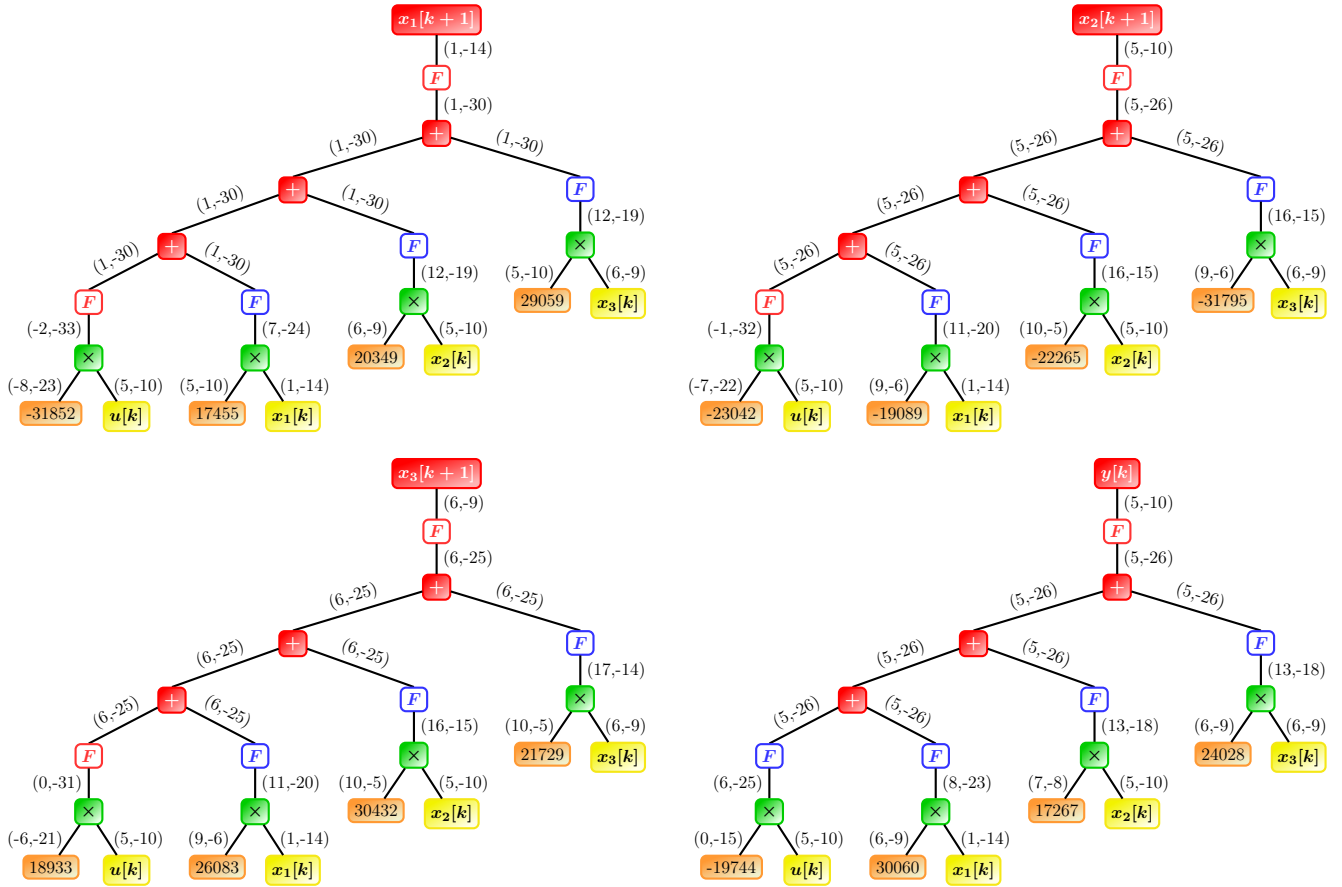 x₁[k + 1] x₂[k + 1]
(1,-14) (5,-10)
F F
(1,-30) (5,-26)
+ +
(1,-30) (1,-30) (5,-26) (5,-26)
+ F + F
(1,-30) (1,-30) (12,-19) (5,-26) (5,-26) (16,-15)
+ F × + F ×
(1,-30) (1,-30) (12,-19) (5,-10) (6,-9) (5,-26) (5,-26) (16,-15) (9,-6) (6,-9)
F F × 29059 x₃[k] F F × -31795 x₃[k]
(-2,-33) (7,-24) (6,-9) (5,-10) (-1,-32) (11,-20) (10,-5) (5,-10)
× × 20349 x₂[k] × × -22265 x₂[k]
(-8,-23) (5,-10) (5,-10) (1,-14) (-7,-22) (5,-10) (9,-6) (1,-14)
-31852 u[k] 17455 x₁[k] -23042 u[k] -19089 x₁[k]
x₃[k + 1] y[k]
(6,-9) (5,-10)
F F
(6,-25) (5,-26)
+ +
(6,-25) (6,-25) (5,-26) (5,-26)
+ F + F
(6,-25) (6,-25) (17,-14) (5,-26) (5,-26) (13,-18)
+ F × + F ×
(6,-25) (6,-25) (16,-15) (10,-5) (6,-9) (5,-26) (5,-26) (13,-18) (6,-9) (6,-9)
F F × 21729 x₃[k] F F × 24028 x₃[k]
(0,-31) (11,-20) (10,-5) (5,-10) (6,-25) (8,-23) (7,-8) (5,-10)
× × 30432 x₂[k] × × 17267 x₂[k]
(-6,-21) (5,-10) (9,-6) (1,-14) (0,-15) (5,-10) (6,-9) (1,-14)
18933 u[k] 26083 x₁[k] -19744 u[k] 30060 x₁[k]